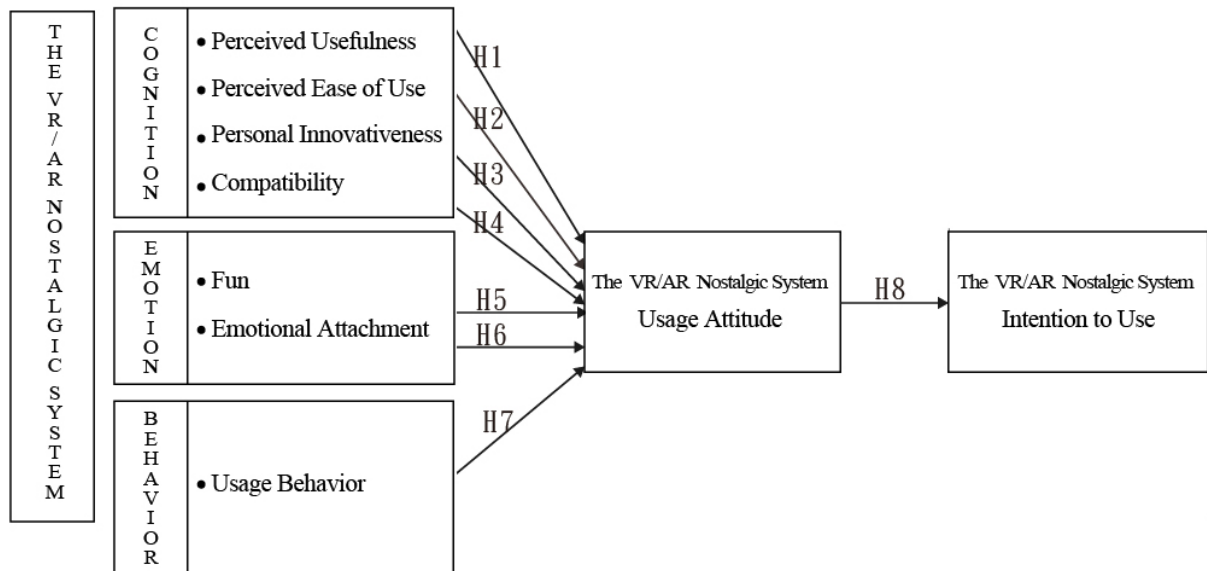 THE VR/AR NOSTALGIC SYSTEM
COGNITION
• Perceived Usefulness
• Perceived Ease of Use
• Personal Innovativeness
• Compatibility
EMOTION
• Fun
• Emotional Attachment
BEHAVIOR
• Usage Behavior
H1
H2
H3
H4
H5
H6
H7
The VR/AR Nostalgic System
Usage Attitude
H8
The VR/AR Nostalgic System
Intention to Use